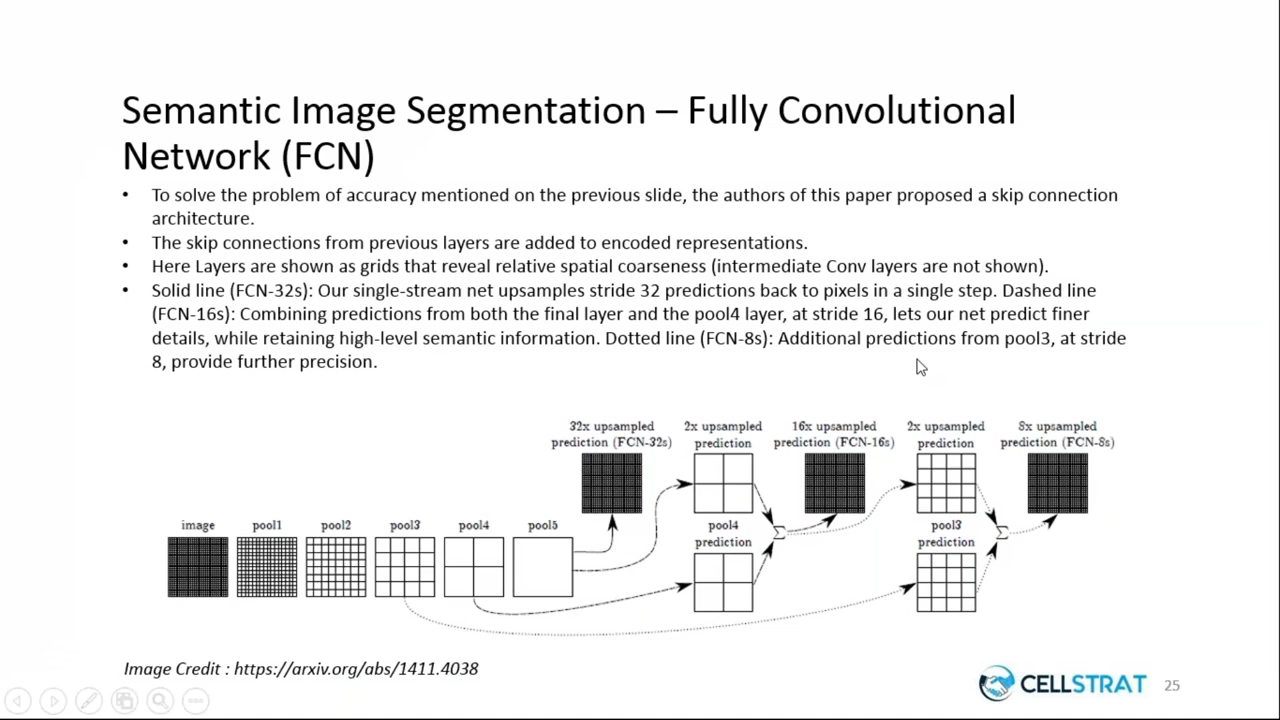 Semantic Image Segmentation – Fully Convolutional
Network (FCN)
• To solve the problem of accuracy mentioned on the previous slide, the authors of this paper proposed a skip connection
architecture.
• The skip connections from previous layers are added to encoded representations.
• Here Layers are shown as grids that reveal relative spatial coarseness (intermediate Conv layers are not shown).
• Solid line (FCN-32s): Our single-stream net upsamples stride 32 predictions back to pixels in a single step. Dashed line
(FCN-16s): Combining predictions from both the final layer and the pool4 layer, at stride 16, lets our net predict finer
details, while retaining high-level semantic information. Dotted line (FCN-8s): Additional predictions from pool3, at stride
8, provide further precision.
32x upsampled
prediction (FCN-32s)
2x upsampled
prediction
16x upsampled
prediction (FCN-16s)
2x upsampled
prediction
8x upsampled
prediction (FCN-8s)
image
pool1
pool2
pool3
pool4
pool5
pool4
prediction
Σ
pool3
prediction
Σ
Image Credit : https://arxiv.org/abs/1411.4038
CELLSTRAT
25